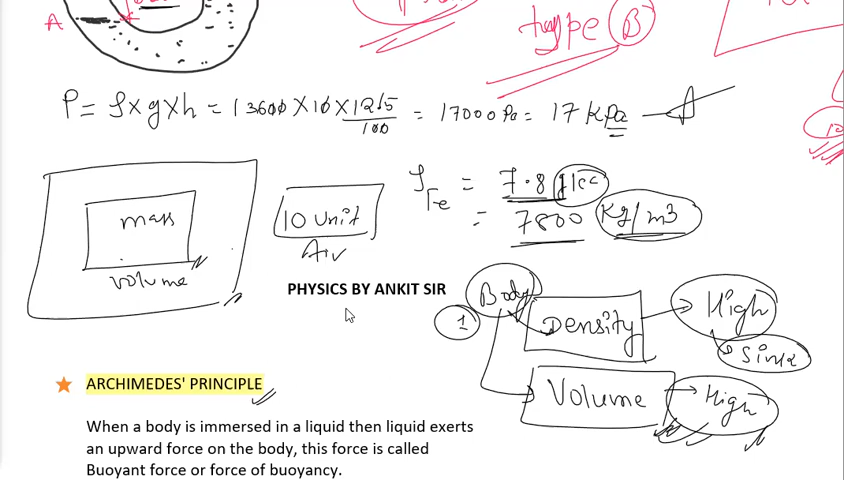 A
type B
P = ρ×g×h = 13600 × 10 × 125/100 = 17000 Pa = 17 kPa
mass
volume
10 unit
Air
ρFe = 7.8 g/cc
= 7800 kg/m3
PHYSICS BY ANKIT SIR
Body
1
Density
High
Sink
Volume
High
ARCHIMEDES' PRINCIPLE
When a body is immersed in a liquid then liquid exerts
an upward force on the body, this force is called
Buoyant force or force of buoyancy.